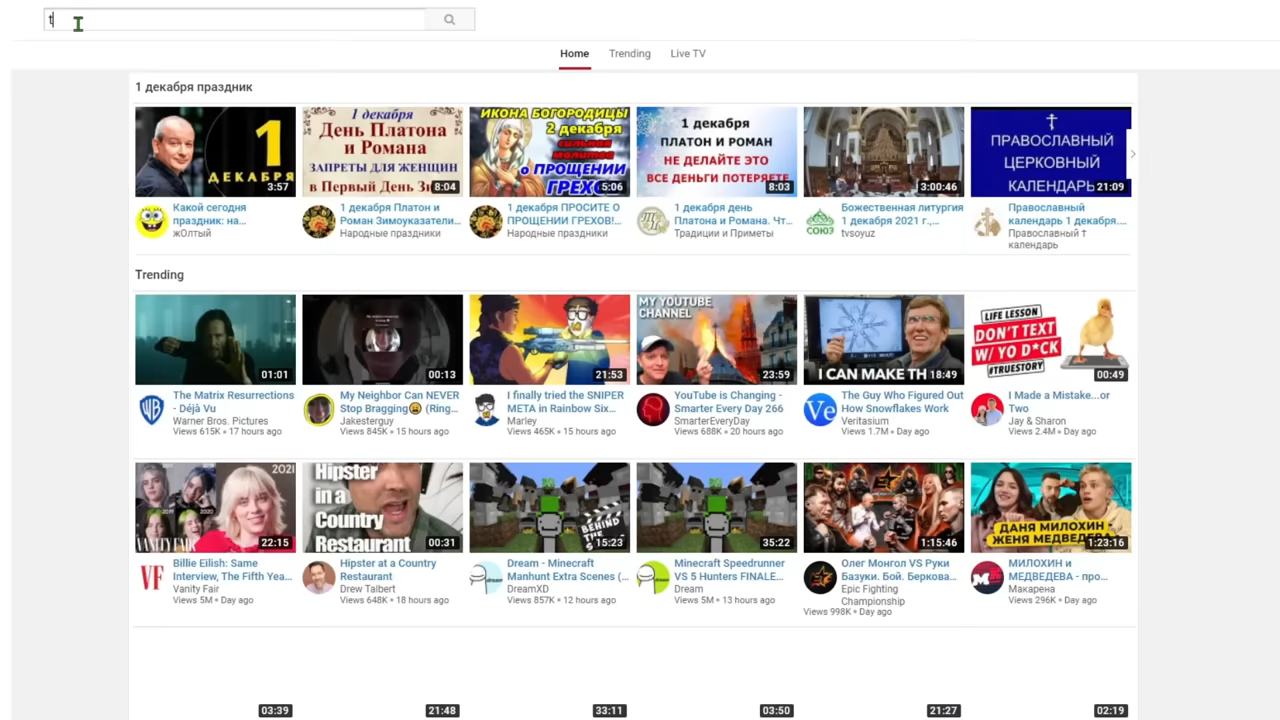 t
Home Trending Live TV
1 декабря праздник
1
ДЕКАБРЯ
3:57
1 декабря
День Платона
и Романа
ЗАПРЕТЫ ДЛЯ ЖЕНЩИН
в Первый День
8:04
ИКОНА БОГОРОДИЦЫ
2 декабря
сильная
молитва
о ПРОЩЕНИИ
5:06
1 декабря
ПЛАТОН И РОМАН
НЕ ДЕЛАЙТЕ ЭТО
ВСЕ ДЕНЬГИ ПОТЕРЯЕТЕ
8:03
3:00:46
ПРАВОСЛАВНЫЙ
ЦЕРКОВНЫЙ
КАЛЕНДАРЬ
21:09
Какой сегодня
праздник: на...
жОлтый
1 декабря Платон и
Роман Зимоуказатели...
Народные праздники
1 декабря ПРОСИТЕ О
ПРОЩЕНИИ ГРЕХОВ!...
Народные праздники
1 декабря день
Платона и Романа. Чт...
Традиции и Приметы
СОЮЗ
Божественная литургия
1 декабря 2021 г.,...
tvsoyuz
Православный
календарь 1 декабря....
Православный †
календарь
Trending
01:01
00:13
21:53
MY YOUTUBE
CHANNEL
23:59
I CAN MAKE TH
18:49
LIFE LESSON
DON'T TEXT
W/ YO D*CK
#TRUESTORY
00:49
The Matrix Resurrections
- Déjà Vu
Warner Bros. Pictures
Views 615K • 17 hours ago
My Neighbor Can NEVER
Stop Bragging😩 (Ring...
Jakesterguy
Views 845K • 15 hours ago
I finally tried the SNIPER
META in Rainbow Six...
Marley
Views 465K • 15 hours ago
YouTube is Changing -
Smarter Every Day 266
SmarterEveryDay
Views 688K • 20 hours ago
Ve
The Guy Who Figured Out
How Snowflakes Work
Veritasium
Views 1.7M • Day ago
I Made a Mistake...or
Two
Jay & Sharon
Views 2.4M • Day ago
2021
VANITY FAIR
22:15
Hipster
in a
Country
Restaurant
00:31
BEHIND
THE
15:23
35:22
1:15:46
ДАНЯ МИЛОХИН
ЖЕНЯ МЕДВЕДЕВА
1:23:16
VF
Billie Eilish: Same
Interview, The Fifth Yea...
Vanity Fair
Views 5M • Day ago
Hipster at a Country
Restaurant
Drew Talbert
Views 648K • 18 hours ago
Dream - Minecraft
Manhunt Extra Scenes (...
DreamXD
Views 857K • 12 hours ago
Minecraft Speedrunner
VS 5 Hunters FINALE...
Dream
Views 5M • 13 hours ago
Олег Монгол VS Руки
Базуки. Бой. Беркова...
Epic Fighting
Championship
Views 998K • Day ago
МИЛОХИН и
МЕДВЕДЕВА - про...
Макарена
Views 296K • Day ago
03:39
21:48
33:11
03:50
21:27
02:19